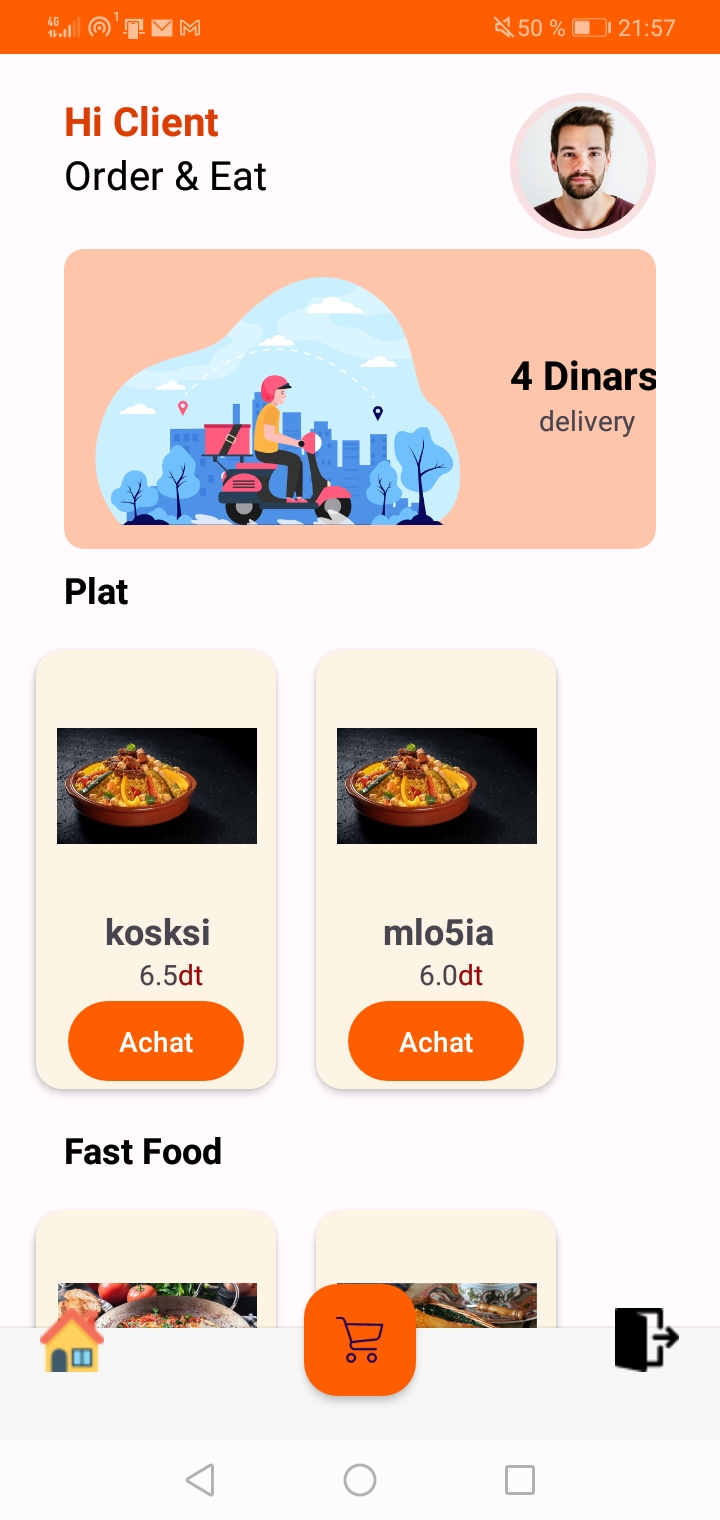 4G 1 50 % 21:57
Hi Client
Order & Eat
4 Dinars
delivery
Plat
kosksi mlo5ia
6.5dt 6.0dt
Achat Achat
Fast Food